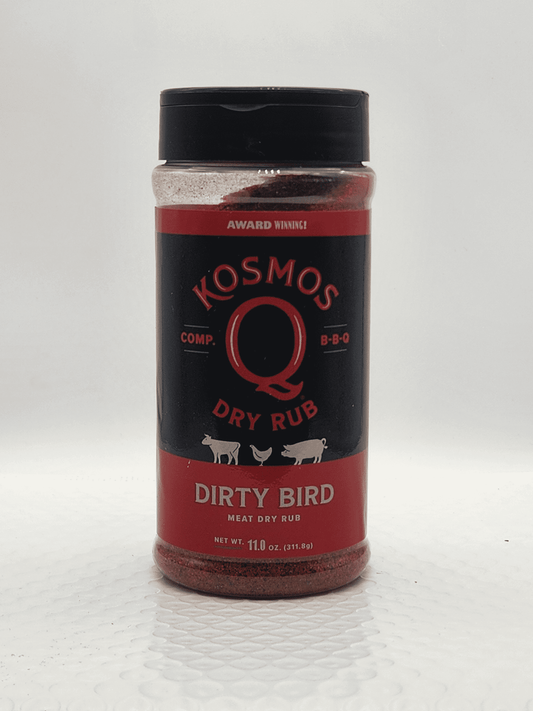 AWARD WINNING!
KOSMOS
Q
COMP. B•B•Q
DRY RUB
DIRTY BIRD
MEAT DRY RUB
NET WT. 11.0 OZ. (311.8g)